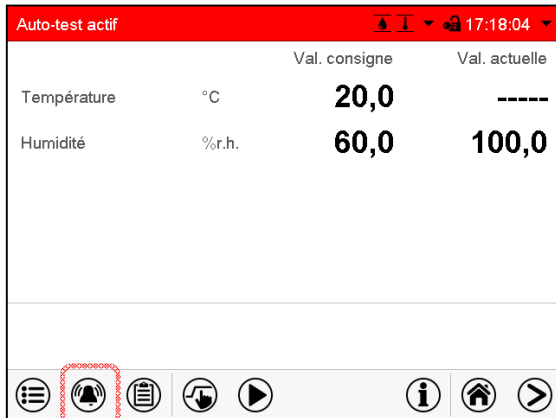 Auto-test actif 17:18:04
Val. consigne Val. actuelle
Température °C 20,0 -----
Humidité %r.h. 60,0 100,0